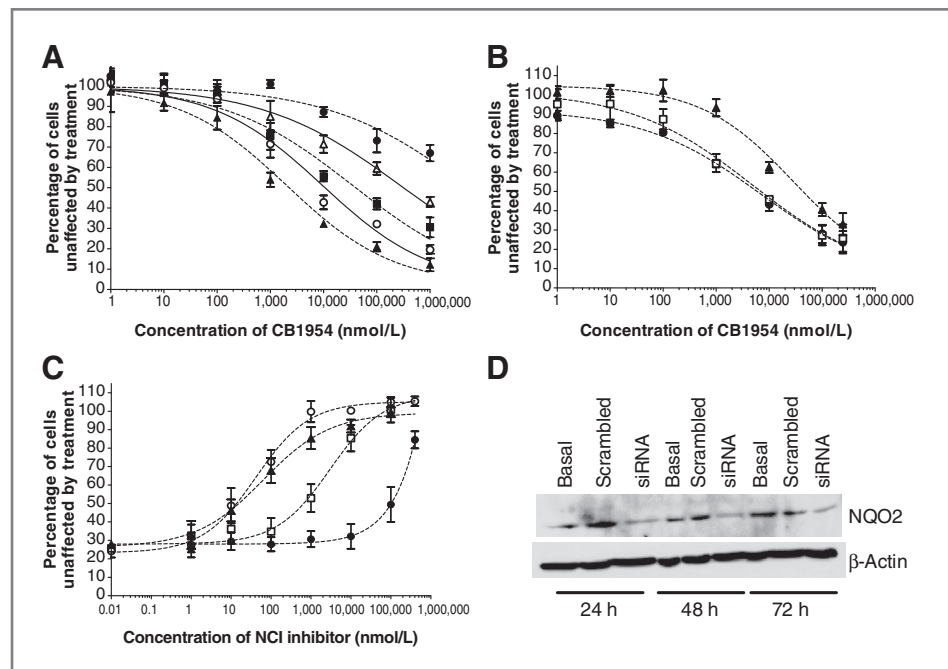 A
Percentage of cells
unaffected by treatment
100
90
80
70
60
50
40
30
20
10
0
1
10
100
1,000
10,000
100,000
1,000,000
Concentration of CB1954 (nmol/L)
B
Percentage of cells
unaffected by treatment
110
100
90
80
70
60
50
40
30
20
10
0
1
10
100
1,000
10,000
100,000
1,000,000
Concentration of CB1954 (nmol/L)
C
Percentage of cells
unaffected by treatment
110
100
90
80
70
60
50
40
30
20
10
0
0.01
0.1
1
10
100
1,000
10,000
100,000
1,000,000
Concentration of NCI inhibitor (nmol/L)
D
Basal
Scrambled
siRNA
Basal
Scrambled
siRNA
Basal
Scrambled
siRNA
NQO2
β-Actin
24 h
48 h
72 h